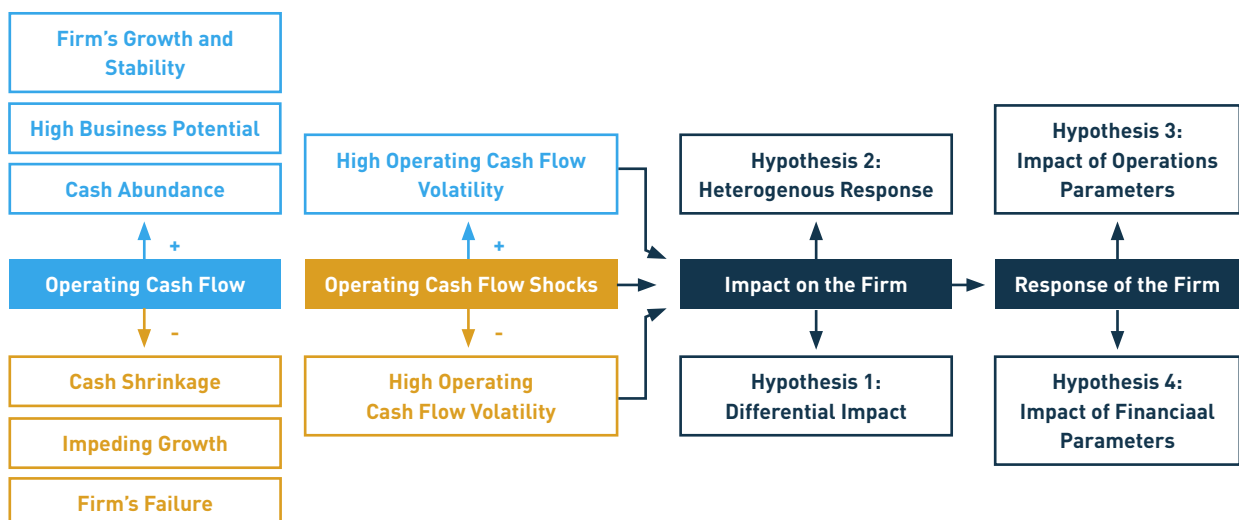 Firm's Growth and
Stability
High Business Potential
Cash Abundance
+
Operating Cash Flow
-
Cash Shrinkage
Impeding Growth
Firm's Failure
High Operating Cash Flow
Volatility
+
Operating Cash Flow Shocks
-
High Operating
Cash Flow Volatility
Hypothesis 2:
Heterogenous Response
Impact on the Firm
Hypothesis 1:
Differential Impact
Hypothesis 3:
Impact of Operations
Parameters
Response of the Firm
Hypothesis 4:
Impact of Financiaal
Parameters